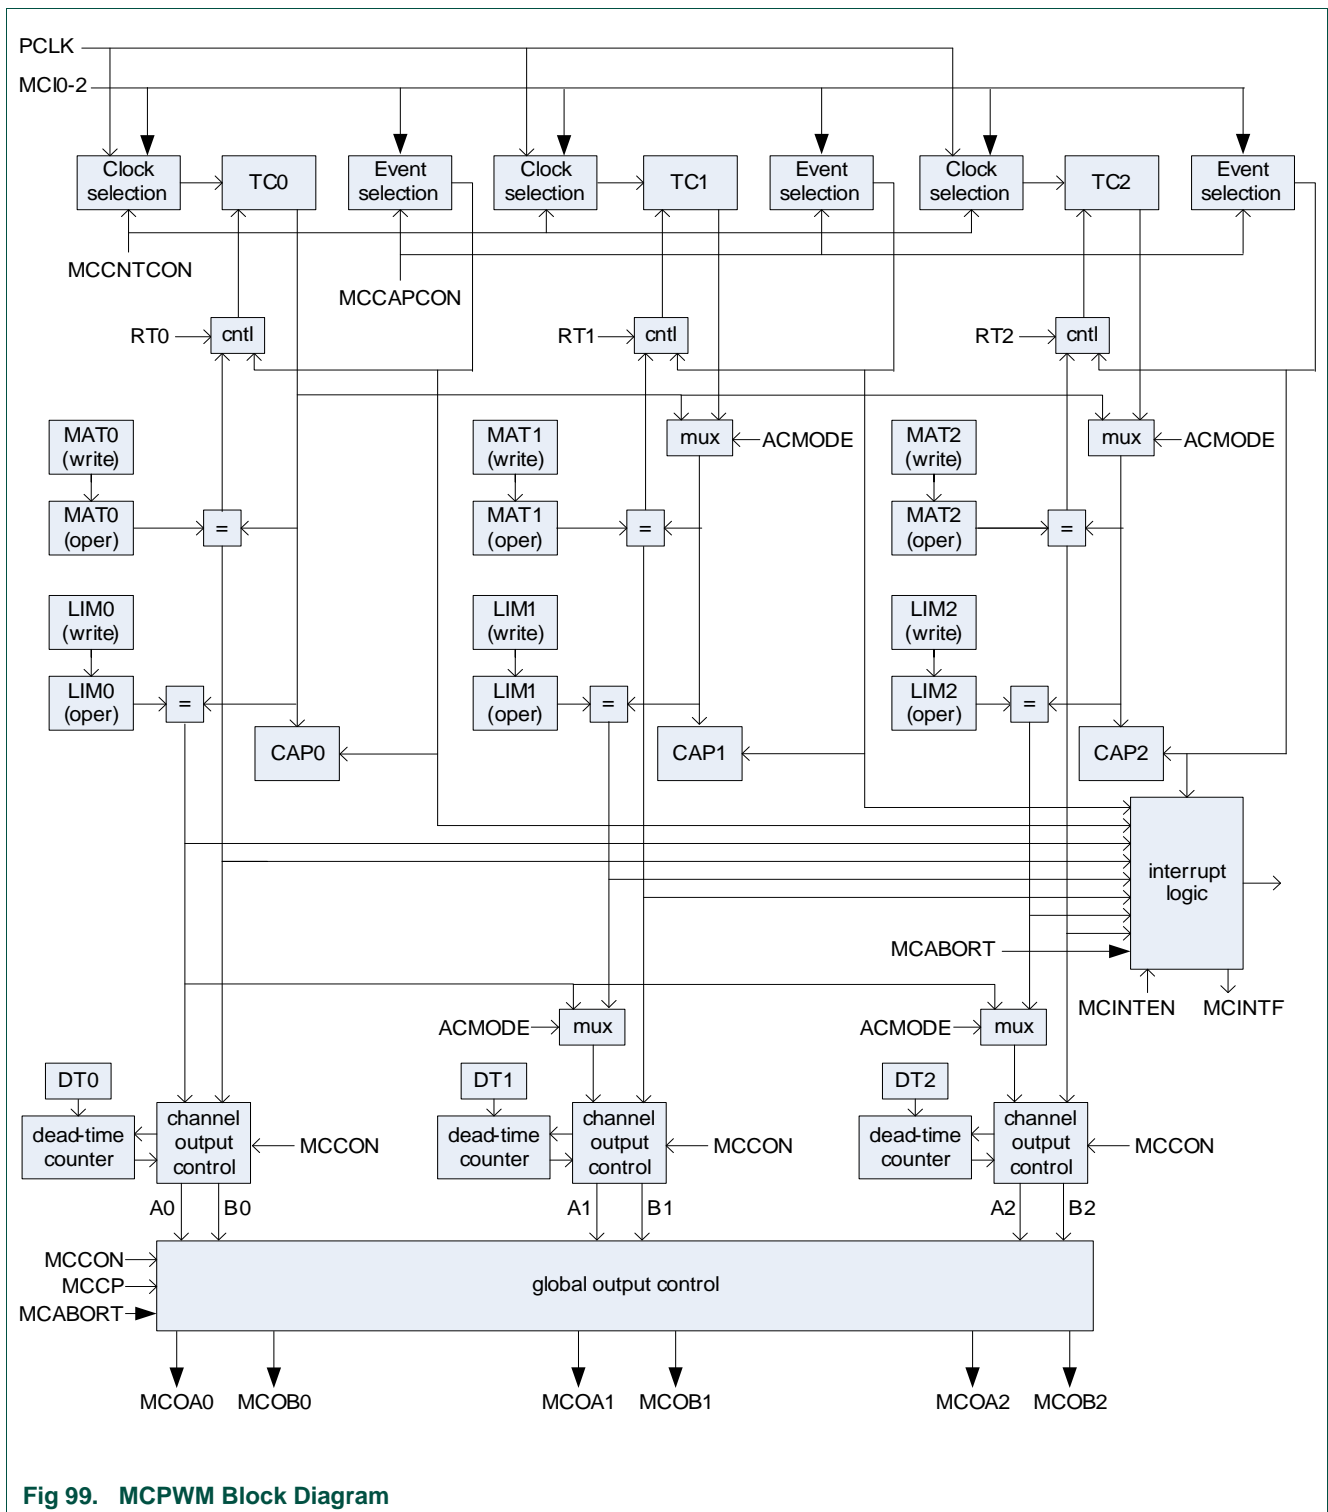 PCLK
MCI0-2
Clock
selection
TC0
Event
selection
Clock
selection
TC1
Event
selection
Clock
selection
TC2
Event
selection
MCCNTCON
MCCAPCON
RT0
cntl
RT1
cntl
RT2
cntl
MAT0
(write)
MAT1
(write)
mux
ACMODE
MAT2
(write)
mux
ACMODE
MAT0
(oper)
=
MAT1
(oper)
=
MAT2
(oper)
=
LIM0
(write)
LIM1
(write)
LIM2
(write)
LIM0
(oper)
=
LIM1
(oper)
=
LIM2
(oper)
=
CAP0
CAP1
CAP2
interrupt
logic
MCABORT
MCINTEN
MCINTF
ACMODE
mux
ACMODE
mux
DT0
DT1
DT2
dead-time
counter
channel
output
control
MCCON
dead-time
counter
channel
output
control
MCCON
dead-time
counter
channel
output
control
MCCON
A0
B0
A1
B1
A2
B2
MCCON
MCCP
MCABORT
global output control
MCOA0
MCOB0
MCOA1
MCOB1
MCOA2
MCOB2
Fig 99. MCPWM Block Diagram